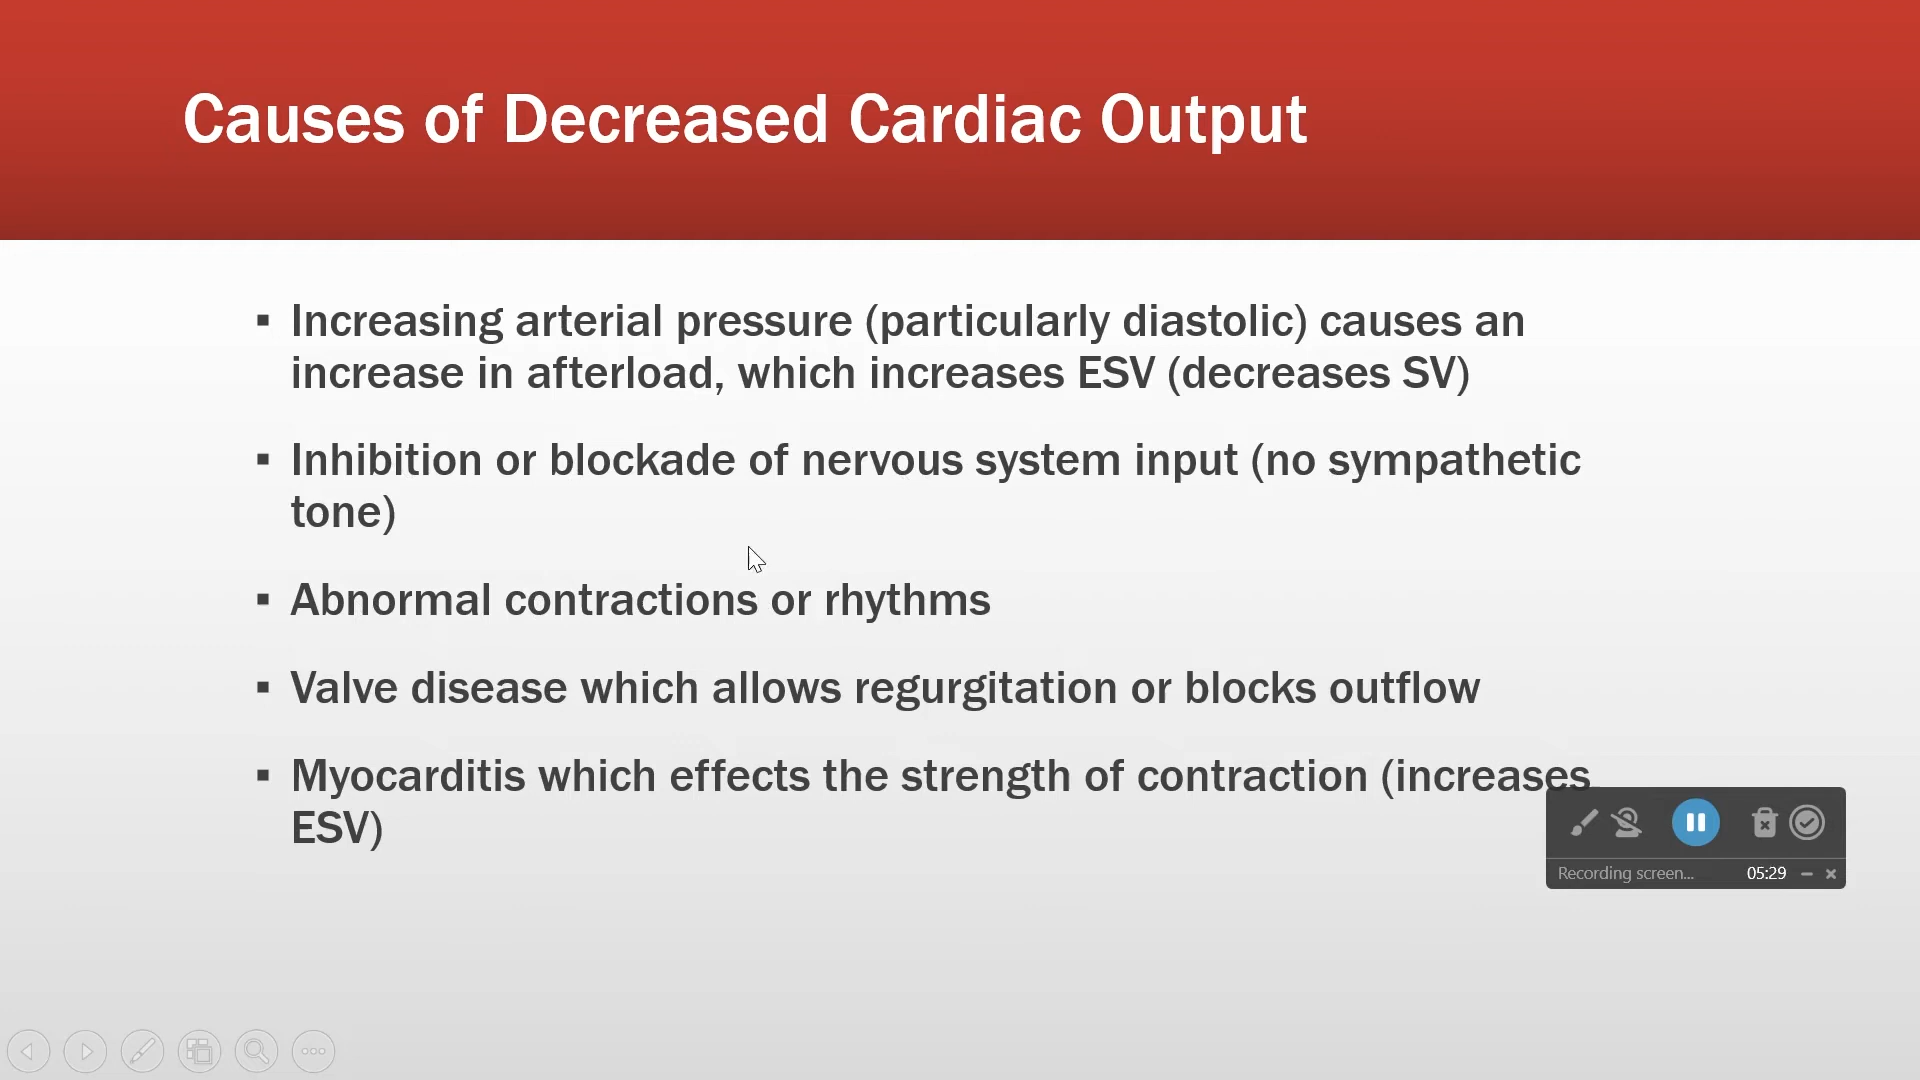 Causes of Decreased Cardiac Output
▪ Increasing arterial pressure (particularly diastolic) causes an
increase in afterload, which increases ESV (decreases SV)
▪ Inhibition or blockade of nervous system input (no sympathetic
tone)
▪ Abnormal contractions or rhythms
▪ Valve disease which allows regurgitation or blocks outflow
▪ Myocarditis which effects the strength of contraction (increases
ESV)
Recording screen... 05:29